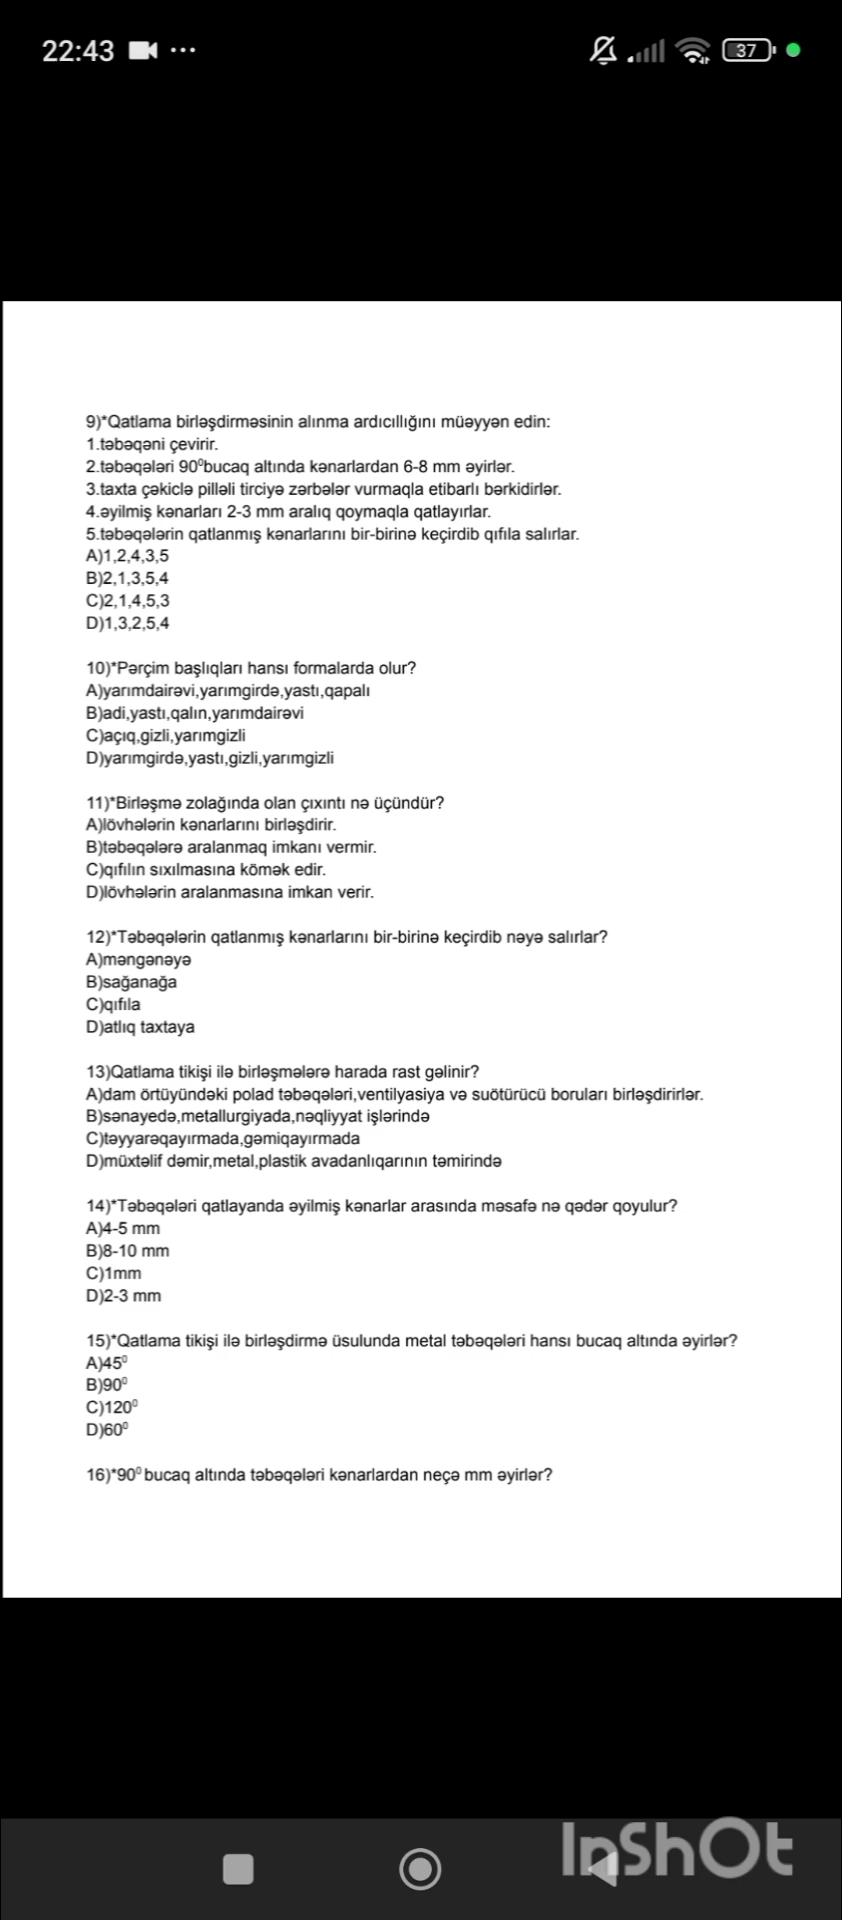 22:43
37
9)*Qatlama birləşdirməsinin alınma ardıcıllığını müəyyən edin:
1.təbəqəni çevirir.
2.təbəqələri 90⁰bucaq altında kənarlardan 6-8 mm əyirlər.
3.taxta çəkiclə pilləli tirciyə zərbələr vurmaqla etibarlı bərkidirlər.
4.əyilmiş kənarları 2-3 mm aralıq qoymaqla qatlayırlar.
5.təbəqələrin qatlanmış kənarlarını bir-birinə keçirdib qıfıla salırlar.
A)1,2,4,3,5
B)2,1,3,5,4
C)2,1,4,5,3
D)1,3,2,5,4
10)*Pərçim başlıqları hansı formalarda olur?
A)yarımdairəvi,yarımgirdə,yastı,qapalı
B)adi,yastı,qalın,yarımdairəvi
C)açıq,gizli,yarımgizli
D)yarımgirdə,yastı,gizli,yarımgizli
11)*Birləşmə zolağında olan çıxıntı nə üçündür?
A)lövhələrin kənarlarını birləşdirir.
B)təbəqələrə aralanmaq imkanı vermir.
C)qıfılın sıxılmasına kömək edir.
D)lövhələrin aralanmasına imkan verir.
12)*Təbəqələrin qatlanmış kənarlarını bir-birinə keçirdib nəyə salırlar?
A)məngənəyə
B)sağanağa
C)qıfıla
D)atlıq taxtaya
13)Qatlama tikişi ilə birləşmələrə harada rast gəlinir?
A)dam örtüyündəki polad təbəqələri,ventilyasiya və suötürücü boruları birləşdirirlər.
B)sənayedə,metallurgiyada,nəqliyyat işlərində
C)təyyarəqayırmada,gəmiqayırmada
D)müxtəlif dəmir,metal,plastik avadanlıqarının təmirində
14)*Təbəqələri qatlayanda əyilmiş kənarlar arasında məsafə nə qədər qoyulur?
A)4-5 mm
B)8-10 mm
C)1mm
D)2-3 mm
15)*Qatlama tikişi ilə birləşdirmə üsulunda metal təbəqələri hansı bucaq altında əyirlər?
A)45⁰
B)90⁰
C)120⁰
D)60⁰
16)*90⁰ bucaq altında təbəqələri kənarlardan neçə mm əyirlər?
InShOt